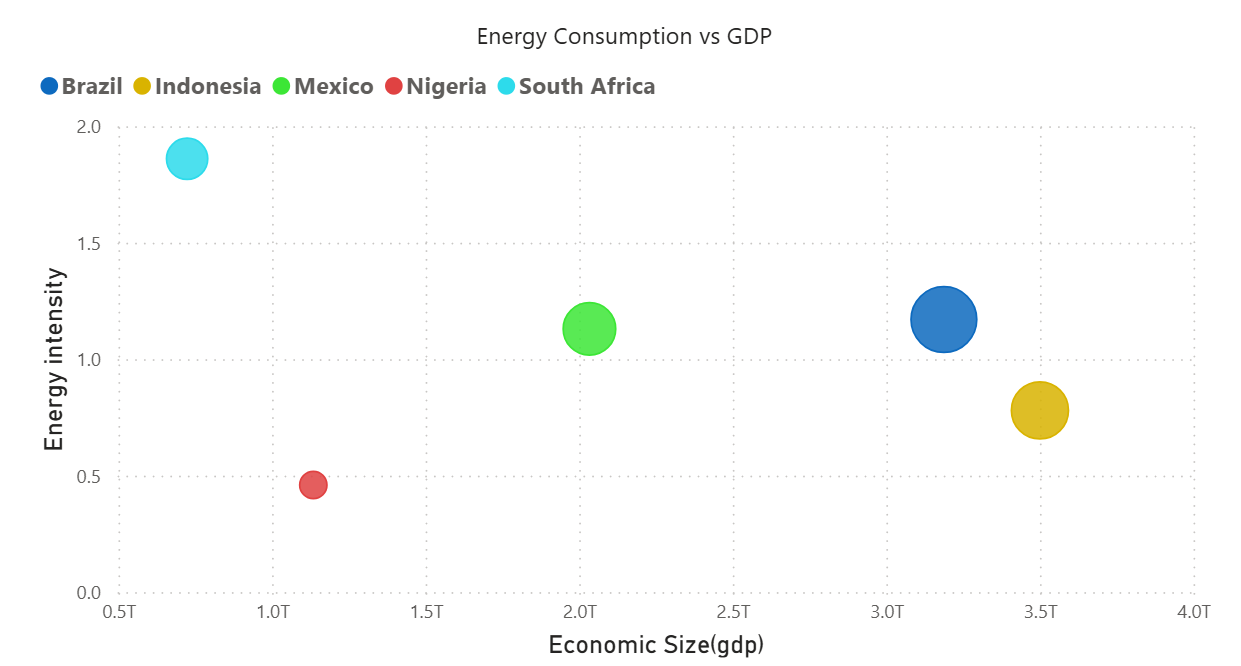 Energy Consumption vs GDP
Brazil Indonesia Mexico Nigeria South Africa
2.0
1.5
1.0
0.5
0.0
Energy intensity
0.5T 1.0T 1.5T 2.0T 2.5T 3.0T 3.5T 4.0T
Economic Size(gdp)